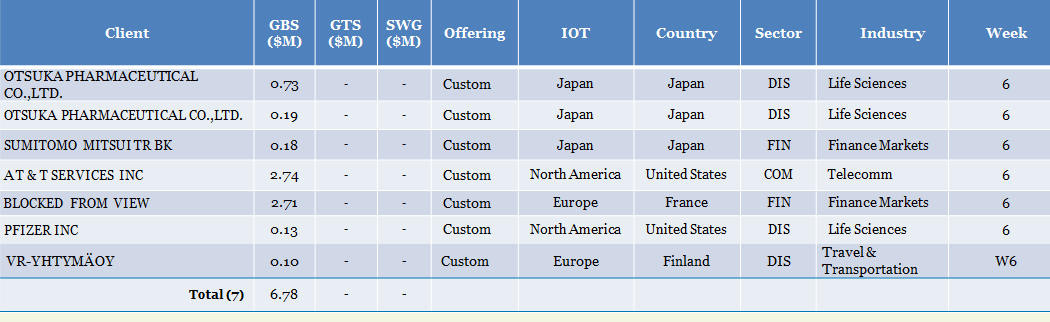 Client GBS ($M) GTS ($M) SWG ($M) Offering IOT Country Sector Industry Week
OTSUKA PHARMACEUTICAL CO.,LTD. 0.73 - - Custom Japan Japan DIS Life Sciences 6
OTSUKA PHARMACEUTICAL CO.,LTD. 0.19 - - Custom Japan Japan DIS Life Sciences 6
SUMITOMO MITSUI TR BK 0.18 - - Custom Japan Japan FIN Finance Markets 6
AT & T SERVICES INC 2.74 - - Custom North America United States COM Telecomm 6
BLOCKED FROM VIEW 2.71 - - Custom Europe France FIN Finance Markets 6
PFIZER INC 0.13 - - Custom North America United States DIS Life Sciences 6
VR-YHTYMÄOY 0.10 - - Custom Europe Finland DIS Travel & Transportation W6
Total (7) 6.78 - -